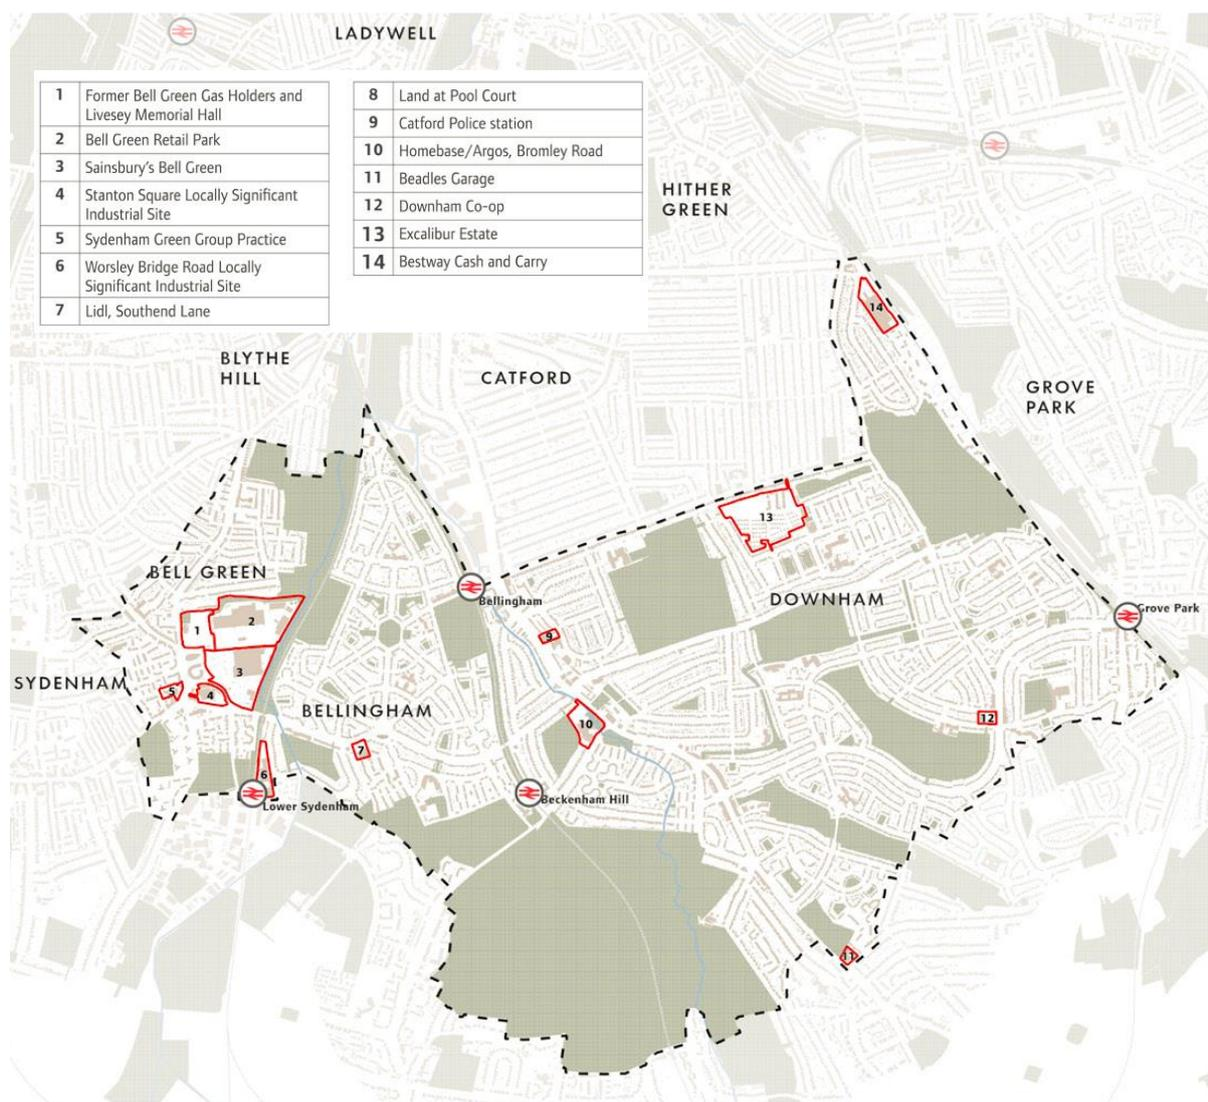 LADYWELL
1 Former Bell Green Gas Holders and
Livesey Memorial Hall
2 Bell Green Retail Park
3 Sainsbury's Bell Green
4 Stanton Square Locally Significant
Industrial Site
5 Sydenham Green Group Practice
6 Worsley Bridge Road Locally
Significant Industrial Site
7 Lidl, Southend Lane
8 Land at Pool Court
9 Catford Police station
10 Homebase/Argos, Bromley Road
11 Beadles Garage
12 Downham Co-op
13 Excalibur Estate
14 Bestway Cash and Carry
HITHER
GREEN
14
BLYTHE
HILL
CATFORD
GROVE
PARK
13
BELL GREEN
Bellingham
DOWNHAM
Grove Park
1
2
9
3
SYDENHAM
5
4
BELLINGHAM
10
12
7
6
Lower Sydenham
Beckenham Hill
11